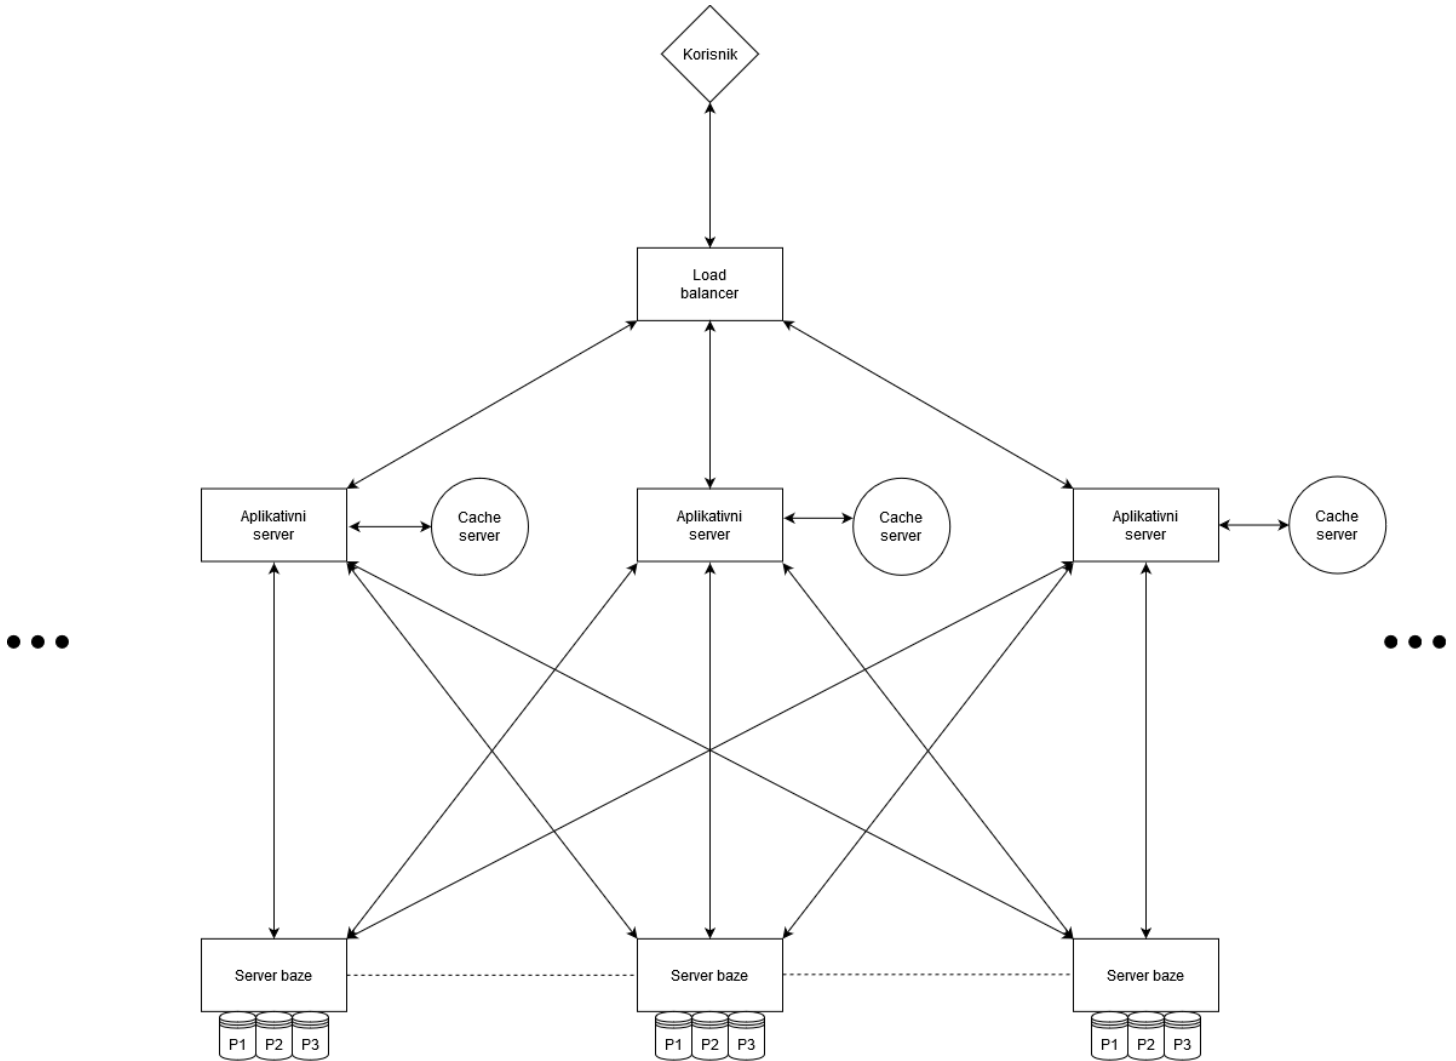 Korisnik
Load
balancer
Aplikativni
server
Cache
server
Aplikativni
server
Cache
server
Aplikativni
server
Cache
server
Server baze
Server baze
Server baze
P1 P2 P3
P1 P2 P3
P1 P2 P3